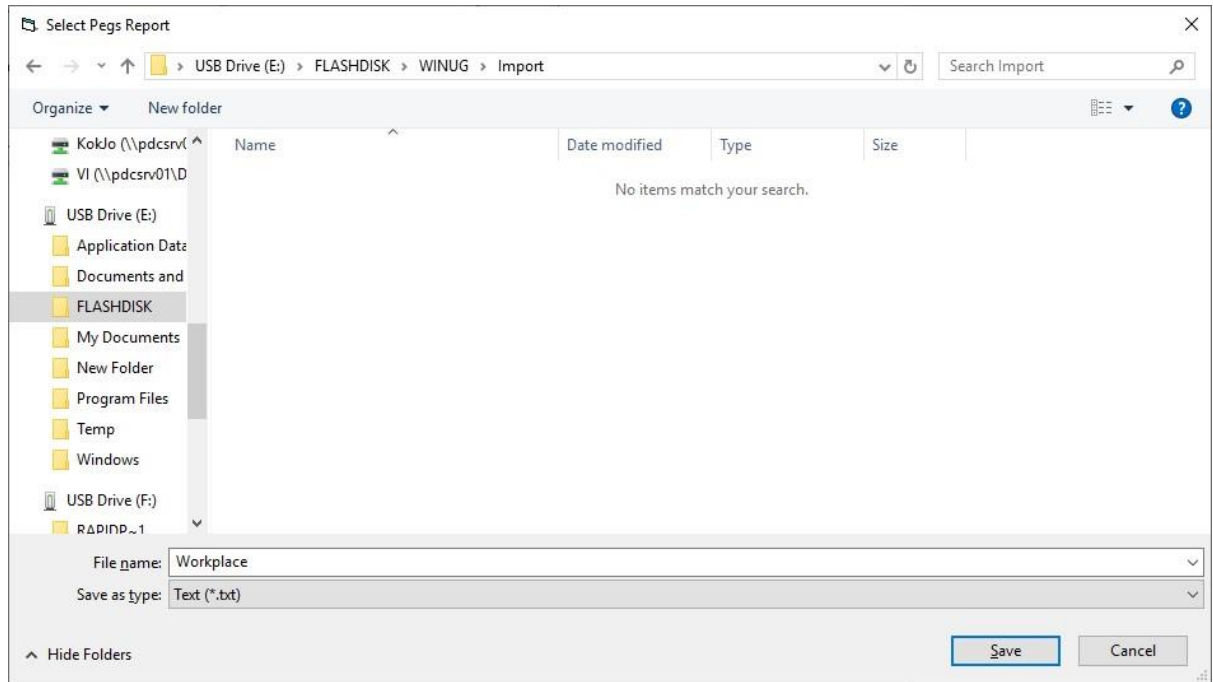 Select Pegs Report
USB Drive (E:) > FLASHDISK > WINUG > Import
Search Import
Organize
New folder
Name
Date modified
Type
Size
No items match your search.
KokJo (\\pdcsrv(
VI (\\pdcsrv01\D
USB Drive (E:)
Application Data
Documents and
FLASHDISK
My Documents
New Folder
Program Files
Temp
Windows
USB Drive (F:)
RAPIDP~1
File name: Workplace
Save as type: Text (*.txt)
Hide Folders
Save
Cancel